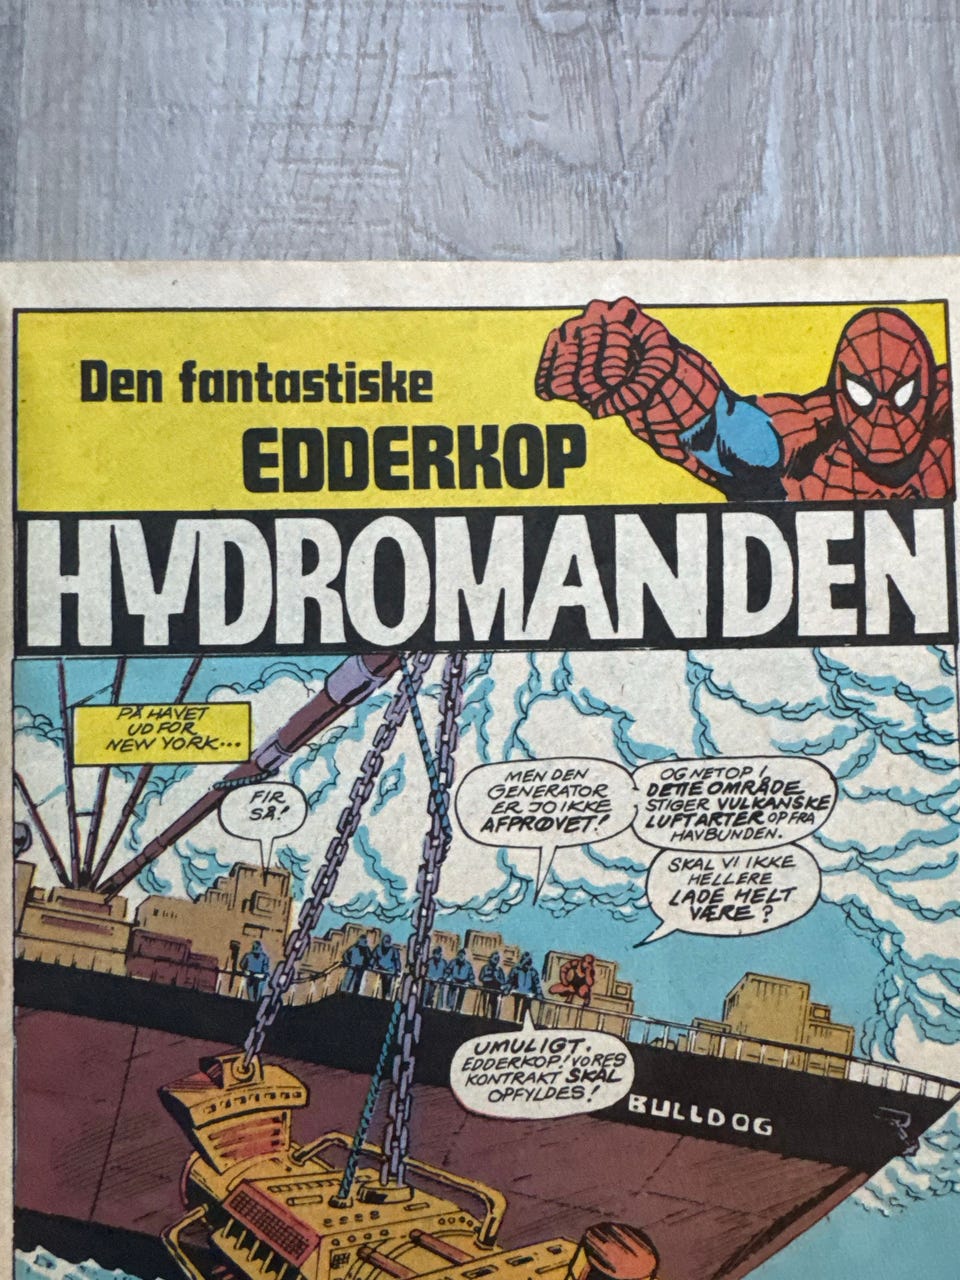 Den fantastiske
EDDERKOP
HYDROMANDEN
PÅ HAVET
UD FOR
NEW YORK...
FIR
SÅ!
MEN DEN
GENERATOR
ER JO IKKE
AFPRØVET!
OG NETOP I
DETTE OMRÅDE
STIGER VULKANSKE
LUFTARTER OP FRA
HAVBUNDEN.
SKAL VI IKKE
HELLERE
LADE HELT
VÆRE?
UMULIGT.
EDDERKOP! VORES
KONTRAKT SKAL
OPFYLDES!
BULLDOG